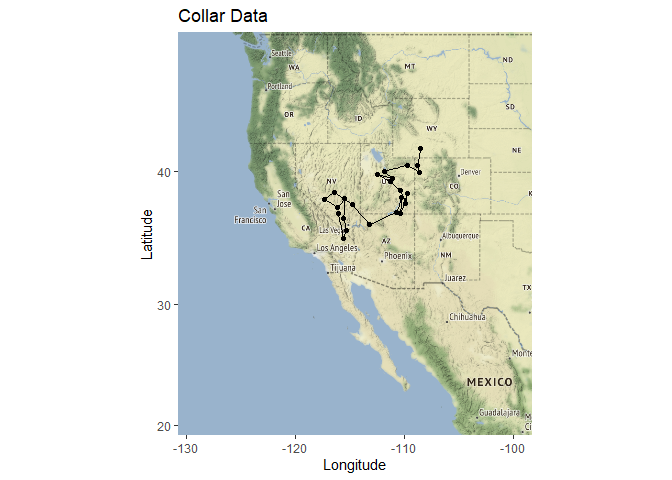 Collar Data
Seattle
WA
MT
ND
Portland
OR
ID
SD
WY
NE
40
NV
Denver
CO
San
Jose
San
Francisco
CA
Las Vegas
Los Angeles
AZ
Albuquerque
NM
Phoenix
Tijuana
Juarez
TX
30
Chihuahua
Monte
MEXICO
Guadalajara
20
-130
-120
-110
-100
Longitude
Latitude